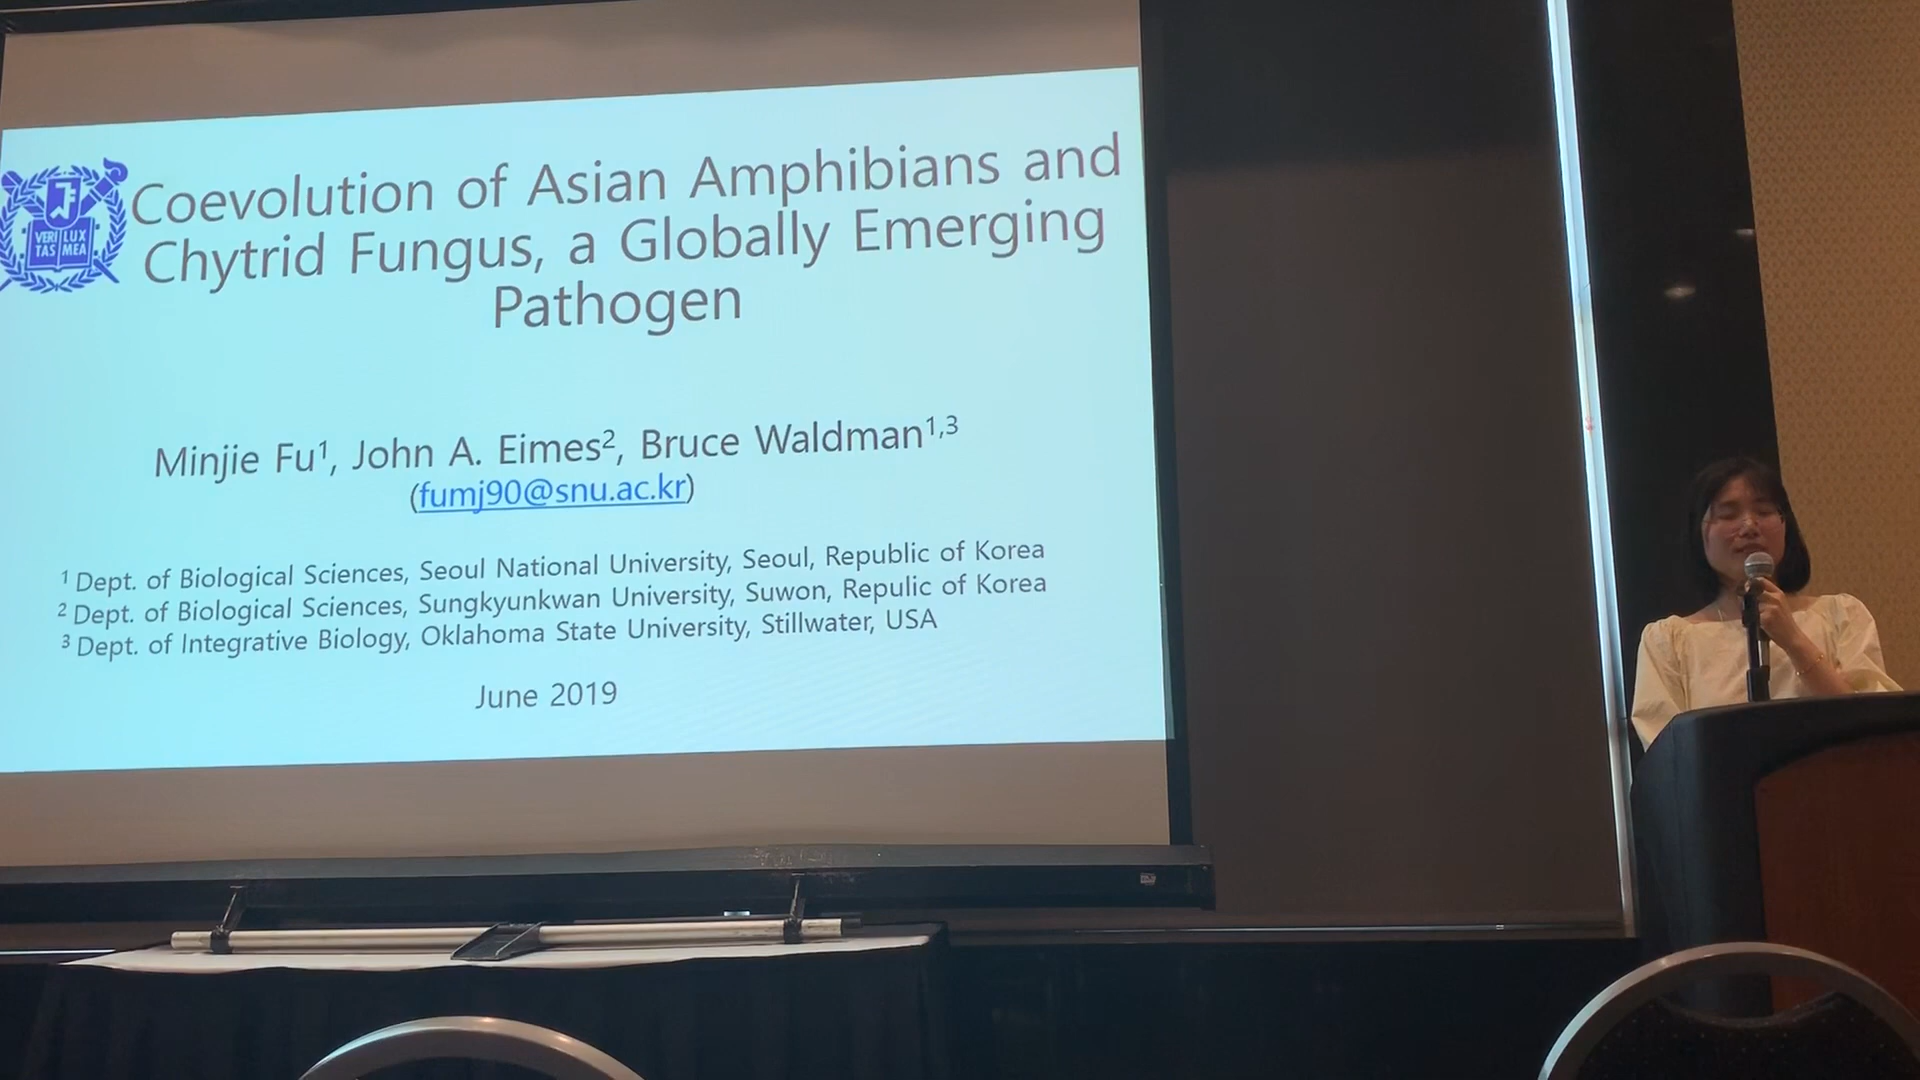 VERI LUX
TAS MEA
Coevolution of Asian Amphibians and
Chytrid Fungus, a Globally Emerging
Pathogen
Minjie Fu¹, John A. Eimes², Bruce Waldman¹,³
(fumj90@snu.ac.kr)
¹ Dept. of Biological Sciences, Seoul National University, Seoul, Republic of Korea
² Dept. of Biological Sciences, Sungkyunkwan University, Suwon, Repulic of Korea
³ Dept. of Integrative Biology, Oklahoma State University, Stillwater, USA
June 2019